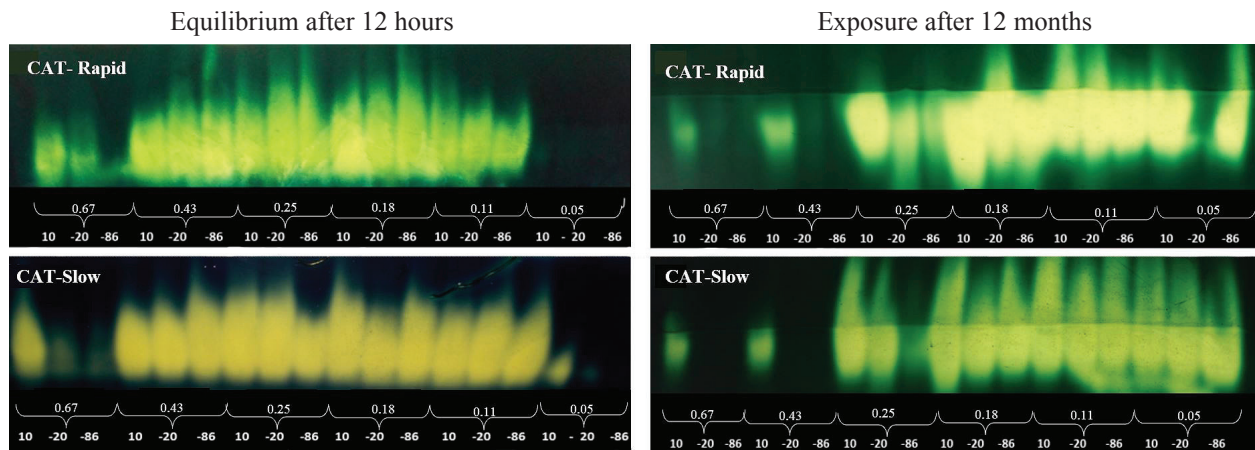 Equilibrium after 12 hours
CAT- Rapid
0.67 0.43 0.25 0.18 0.11 0.05
10 -20 -86 10 -20 -86 10 -20 -86 10 -20 -86 10 -20 -86 10 - 20 -86
CAT-Slow
0.67 0.43 0.25 0.18 0.11 0.05
10 -20 -86 10 -20 -86 10 -20 -86 10 -20 -86 10 -20 -86 10 - 20 -86
Exposure after 12 months
CAT- Rapid
0.67 0.43 0.25 0.18 0.11 0.05
10 -20 -86 10 -20 -86 10 -20 -86 10 -20 -86 10 -20 -86 10 -20 -86
CAT-Slow
0.67 0.43 0.25 0.18 0.11 0.05
10 -20 -86 10 -20 -86 10 -20 -86 10 -20 -86 10 -20 -86 10 -20 -86